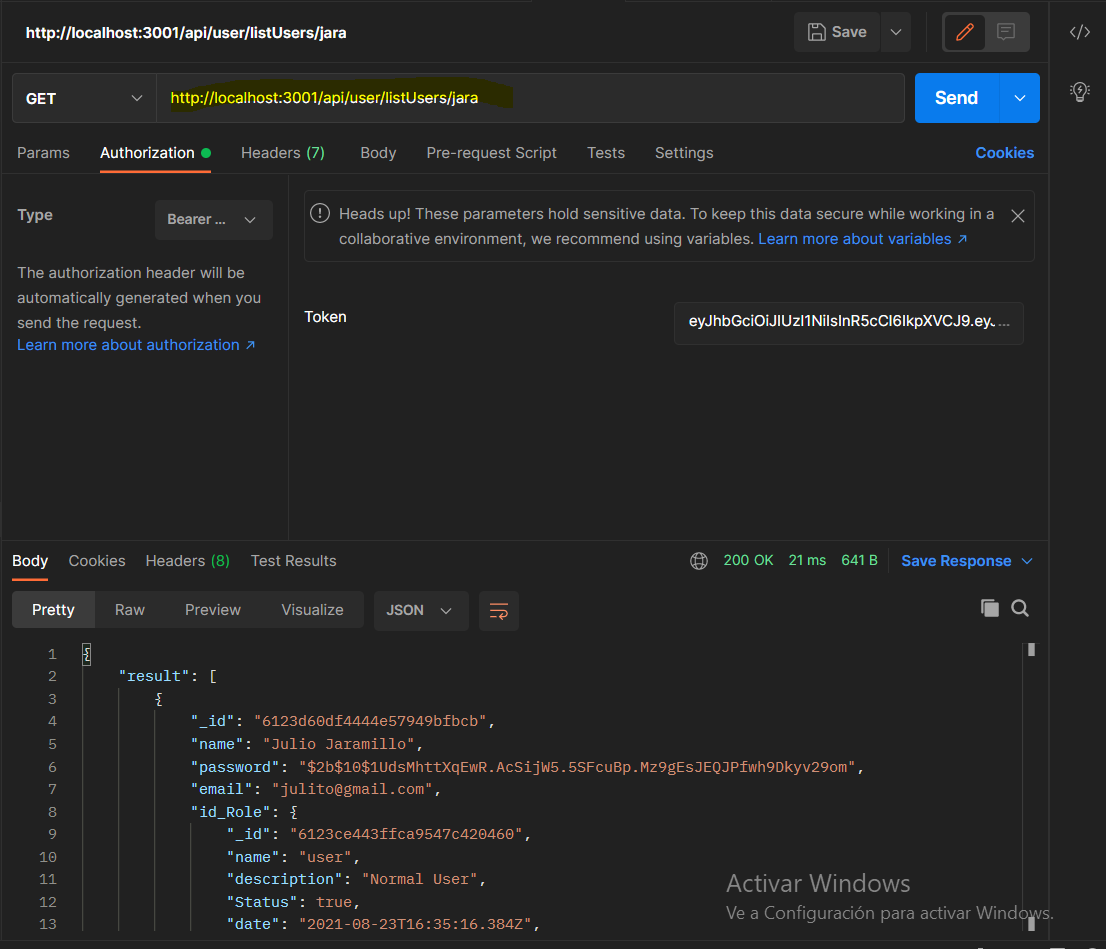 http://localhost:3001/api/user/listUsers/jara
Save
GET http://localhost:3001/api/user/listUsers/jara Send
Params Authorization Headers (7) Body Pre-request Script Tests Settings Cookies
Type Bearer ...
The authorization header will be
automatically generated when you
send the request.
Learn more about authorization ↗
Heads up! These parameters hold sensitive data. To keep this data secure while working in a
collaborative environment, we recommend using variables. Learn more about variables ↗
Token eyJhbGciOiJIUzI1NiIsInR5cCI6IkpXVCJ9.eyJ...
Body Cookies Headers (8) Test Results 200 OK 21 ms 641 B Save Response
Pretty Raw Preview Visualize JSON
1 {
2 "result": [
3 {
4 "_id": "6123d60df4444e57949bfbcb",
5 "name": "Julio Jaramillo",
6 "password": "$2b$10$1UdsMhttXqEwR.AcSijW5.5SFcuBp.Mz9gEsJEQJPfwh9Dkyv29om",
7 "email": "julito@gmail.com",
8 "id_Role": {
9 "_id": "6123ce443ffca9547c420460",
10 "name": "user",
11 "description": "Normal User",
12 "Status": true,
13 "date": "2021-08-23T16:35:16.384Z",
Activar Windows
Ve a Configuración para activar Windows.